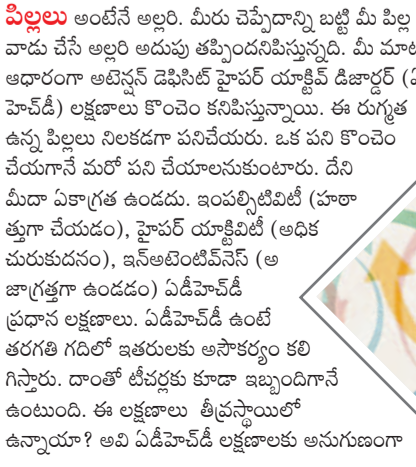 పిల్లలు అంటేనే అల్లరి. మీరు చెప్పేదాన్ని బట్టి మీ పిల్ల
వాడు చేసే అల్లరి అదుపు తప్పిందనిపిస్తున్నది. మీ
ఆధారంగా అటెన్షన్ డెఫిసిట్ హైపర్ యాక్టివ్ డిజార్డర్
హెచ్‌డీ) లక్షణాలు కొంచెం కనిపిస్తున్నాయి. ఈ రుగ్మత
ఉన్న పిల్లలు నిలకడగా పనిచేయరు. ఒక పని కొంచెం
చేయగానే మరో పని చేయాలనుకుంటారు. దేని
మీదా ఏకాగ్రత ఉండదు. ఇంపల్సిటివిటీ (హఠా
త్తుగా చేయడం), హైపర్ యాక్టివిటీ (అధిక
చురుకుదనం), ఇన్‌అటెంటివ్‌నెస్ (అ
జాగ్రత్తగా ఉండడం) ఏడీహెచ్‌డీ
ప్రధాన లక్షణాలు. ఏడీహెచ్‌డీ ఉంటే
తరగతి గదిలో ఇతరులకు అసౌకర్యం కలి
గిస్తారు. దాంతో టీచర్లకు కూడా ఇబ్బందిగానే
ఉంటుంది. ఈ లక్షణాలు తీవ్రస్థాయిలో
ఉన్నాయా? అవి ఏడీహెచ్‌డీ లక్షణాలకు అనుగుణంగా